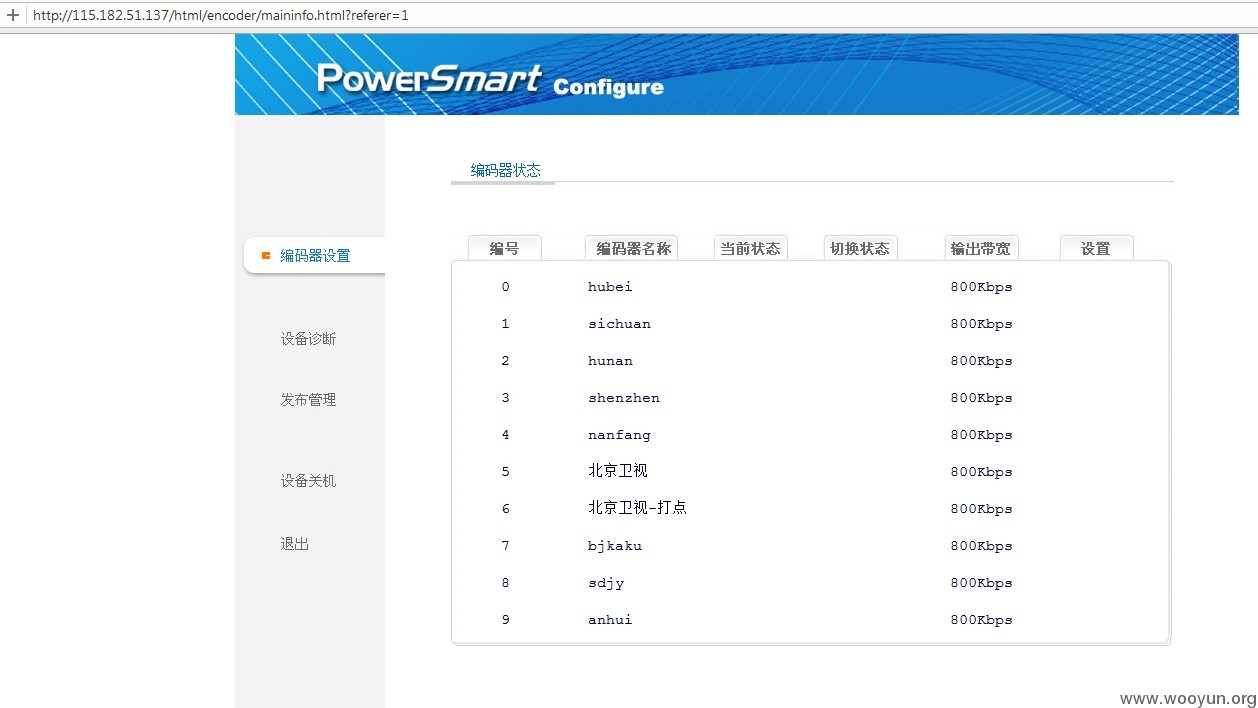 http://115.182.51.137/html/encoder/maininfo.html?referer=1
PowerSmart Configure
编码器状态
编号 编码器名称 当前状态 切换状态 输出带宽 设置
编码器设置
0 hubei 800Kbps
1 sichuan 800Kbps
设备诊断
2 hunan 800Kbps
3 shenzhen 800Kbps
发布管理
4 nanfang 800Kbps
5 北京卫视 800Kbps
设备关机
6 北京卫视-打点 800Kbps
7 bjkaku 800Kbps
退出
8 sdjy 800Kbps
9 anhui 800Kbps
www.wooyun.org